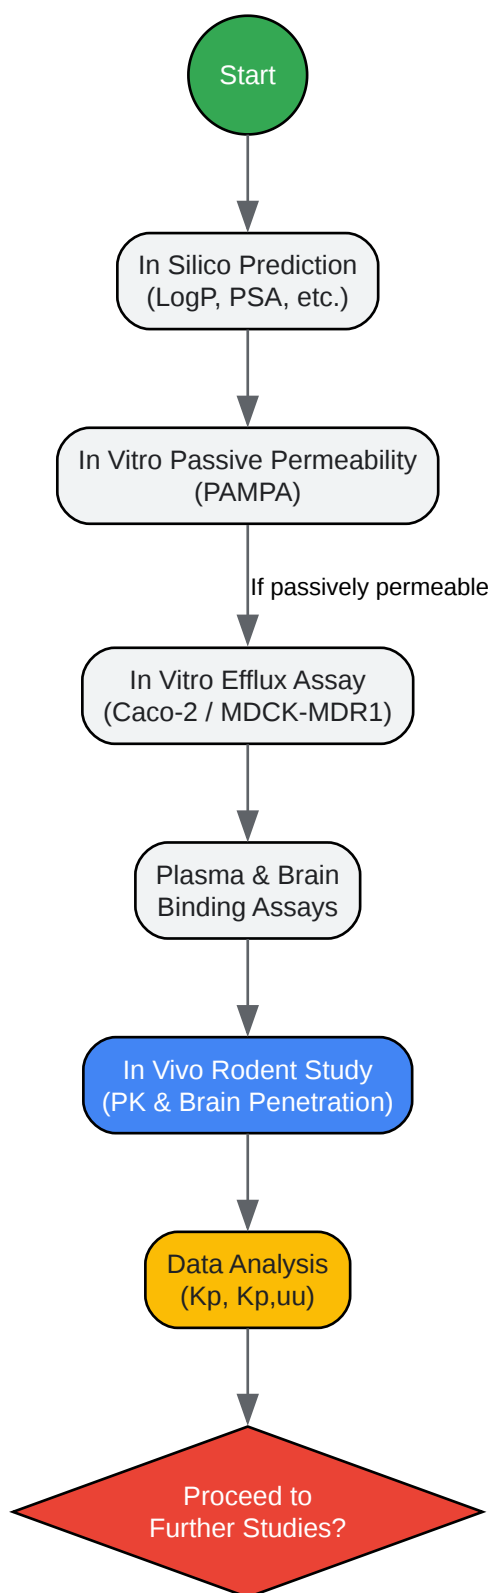 Start
In Silico Prediction
(LogP, PSA, etc.)
In Vitro Passive Permeability
(PAMPA)
If passively permeable
In Vitro Efflux Assay
(Caco-2 / MDCK-MDR1)
Plasma & Brain
Binding Assays
In Vivo Rodent Study
(PK & Brain Penetration)
Data Analysis
(Kp, Kp,uu)
Proceed to
Further Studies?